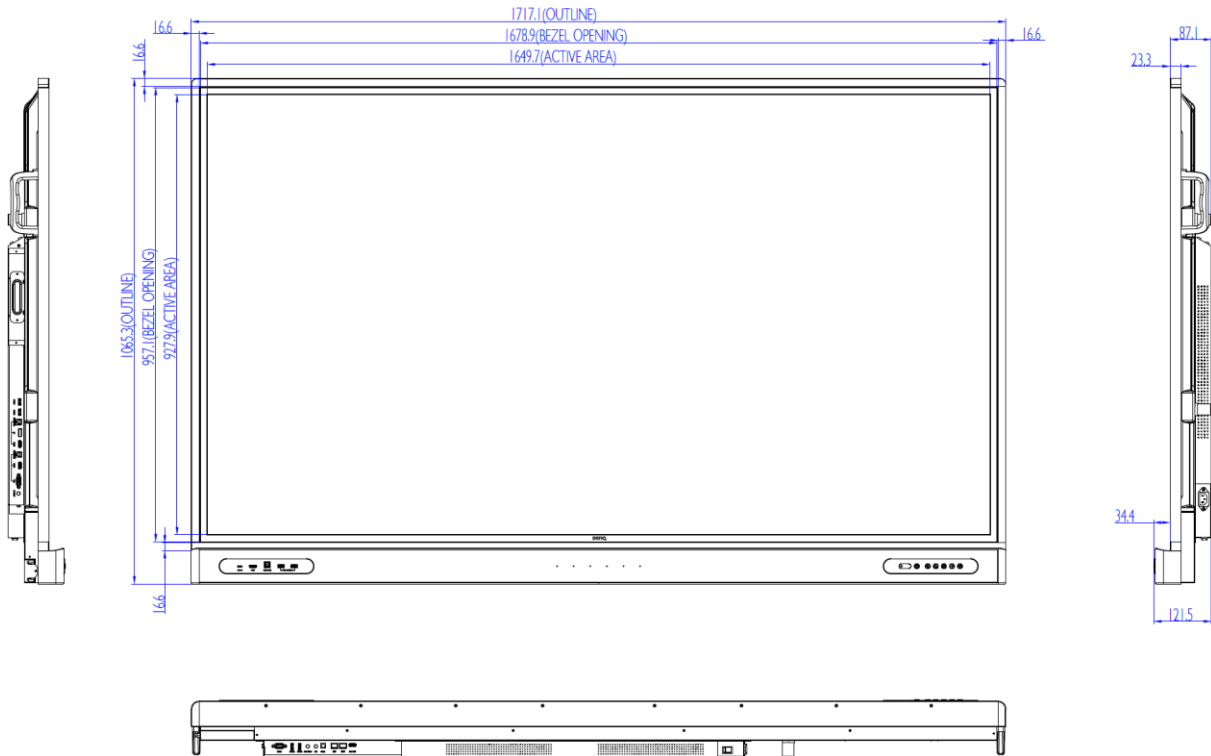 1717.1(OUTLINE)
16.6
1678.9(BEZEL OPENING)
16.6
87.1
16.6
1649.7(ACTIVE AREA)
23.3
1065.3(OUTLINE)
957.1(BEZEL OPENING)
927.9(ACTIVE AREA)
34.4
BenQ
16.6
121.5